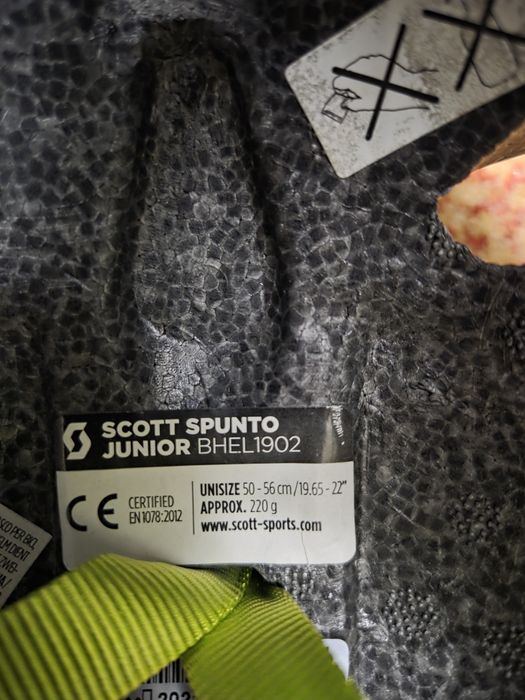 SCOTT SPUNTO
JUNIOR BHEL1902
CE
CERTIFIED
EN1078:2012
UNISIZE 50 - 56 cm/19.65 - 22"
APPROX. 220 g
www.scott-sports.com